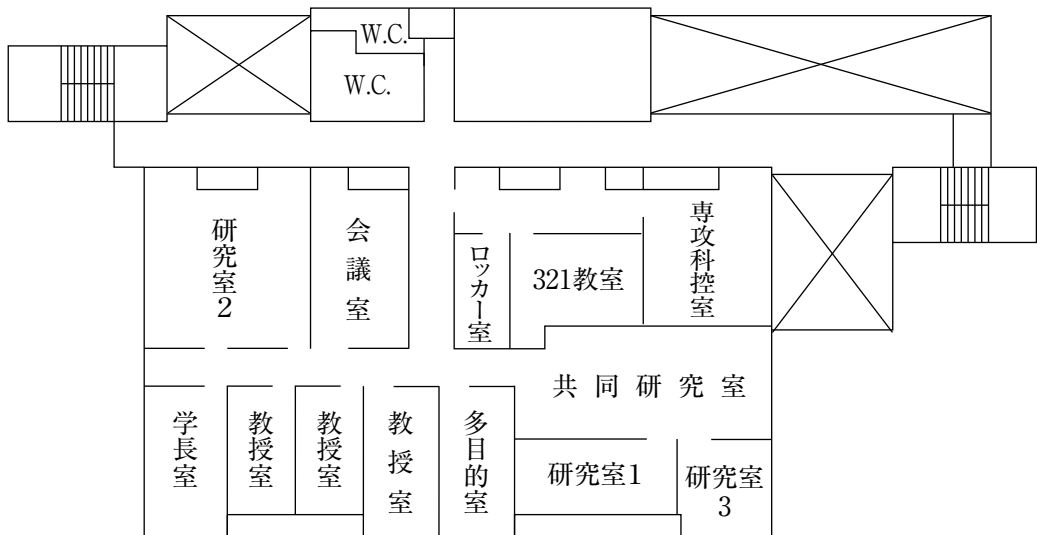 W.C.
W.C.
研究室2
会議室
ロッカー室
321教室
専攻科控室
共同研究室
学長室
教授室
教授室
教授室
多目的室
研究室1
研究室3